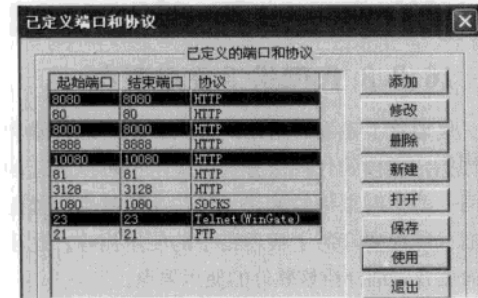 已定义端口和协议
已定义的端口和协议
起始端口 结束端口 协议
8080 8080 HTTP
80 80 HTTP
8000 8000 HTTP
8888 8888 HTTP
10080 10080 HTTP
81 81 HTTP
3128 3128 HTTP
1080 1080 SOCKS
23 23 Telnet(WinGate)
21 21 FTP
添加
修改
删除
新建
打开
保存
使用
退出